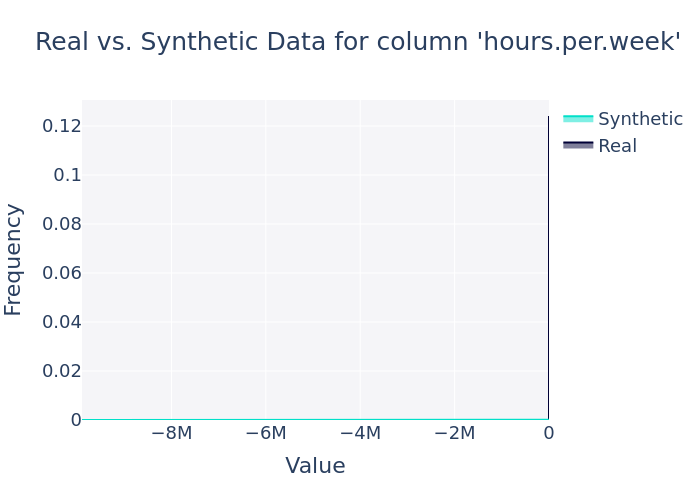 Real vs. Synthetic Data for column 'hours.per.week'
Synthetic
Real
0.12
0.1
0.08
0.06
0.04
0.02
0
Frequency
−8M
−6M
−4M
−2M
0
Value